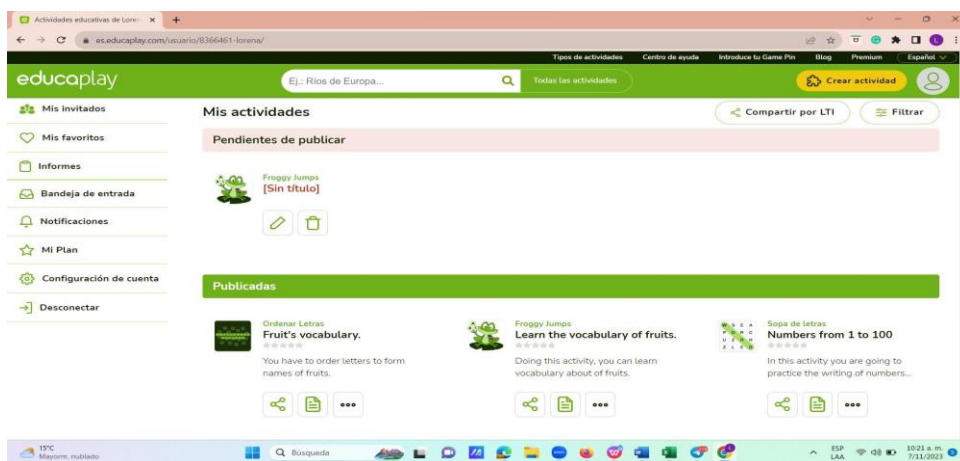 Actividades educativas de Loren
es.educaplay.com/usuario/8366461-lorena/
Tipos de actividades Centro de ayuda Introduce tu Game Pin Blog Premium Español
educaplay
Ej.: Ríos de Europa...
Todas las actividades
Crear actividad
Mis invitados
Mis favoritos
Informes
Bandeja de entrada
Notificaciones
Mi Plan
Configuración de cuenta
Desconectar
Mis actividades
Compartir por LTI
Filtrar
Pendientes de publicar
Froggy Jumps
[Sin título]
Publicadas
Ordenar Letras
Fruit's vocabulary.
You have to order letters to form
names of fruits.
Froggy Jumps
Learn the vocabulary of fruits.
Doing this activity, you can learn
vocabulary about of fruits.
Sopa de letras
Numbers from 1 to 100
In this activity you are going to
practice the writing of numbers...
15°C
Mayorm. nublado
Búsqueda
ESP
LAA
10:21 a. m.
7/11/2023